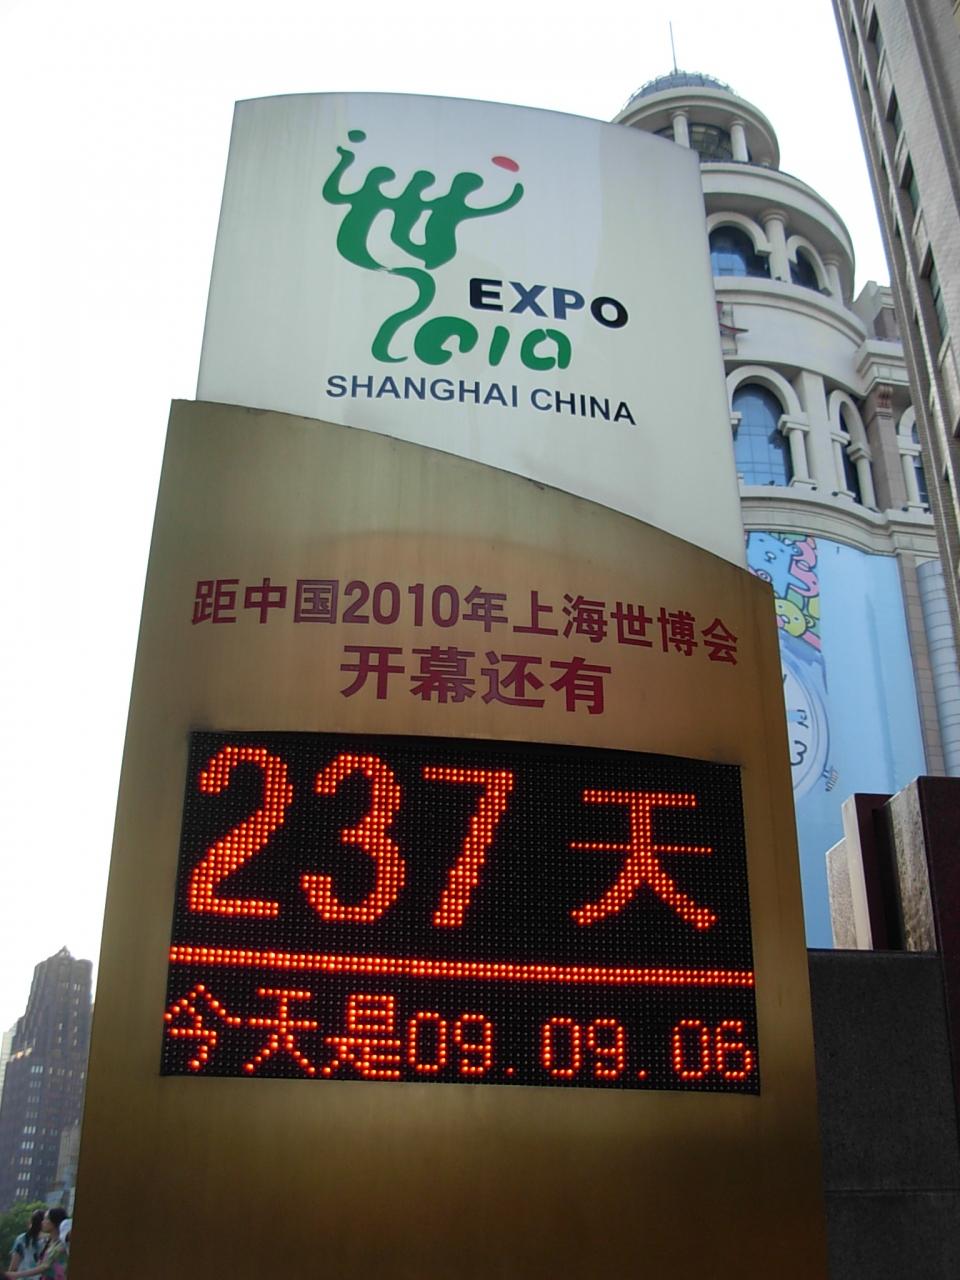 EXPO
2010
SHANGHAI CHINA
距中国2010年上海世博会
开幕还有
237天
今天是09.09.06